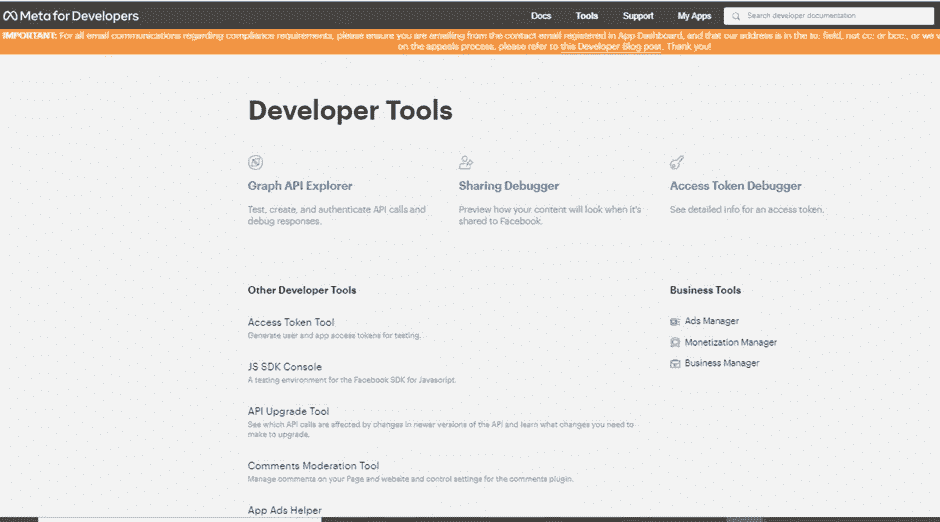 Meta for Developers
Docs
Tools
Support
My Apps
Search developer documentation
IMPORTANT: For all email communications regarding compliance requirements, please ensure you are emailing from the contact email registered in App Dashboard, and that our address is in the to: field, not cc: or bcc:, or we
on the appeals process, please refer to this Developer Blog post. Thank you!
Developer Tools
Graph API Explorer
Test, create, and authenticate API calls and
debug responses.
Sharing Debugger
Preview how your content will look when it's
shared to Facebook.
Access Token Debugger
See detailed info for an access token.
Other Developer Tools
Access Token Tool
Generate user and app access tokens for testing.
JS SDK Console
A testing environment for the Facebook SDK for Javascript.
API Upgrade Tool
See which API calls are affected by changes in newer versions of the API and learn what changes you need to
make to upgrade.
Comments Moderation Tool
Manage comments on your Page and website and control settings for the comments plugin.
App Ads Helper
Business Tools
Ads Manager
Monetization Manager
Business Manager